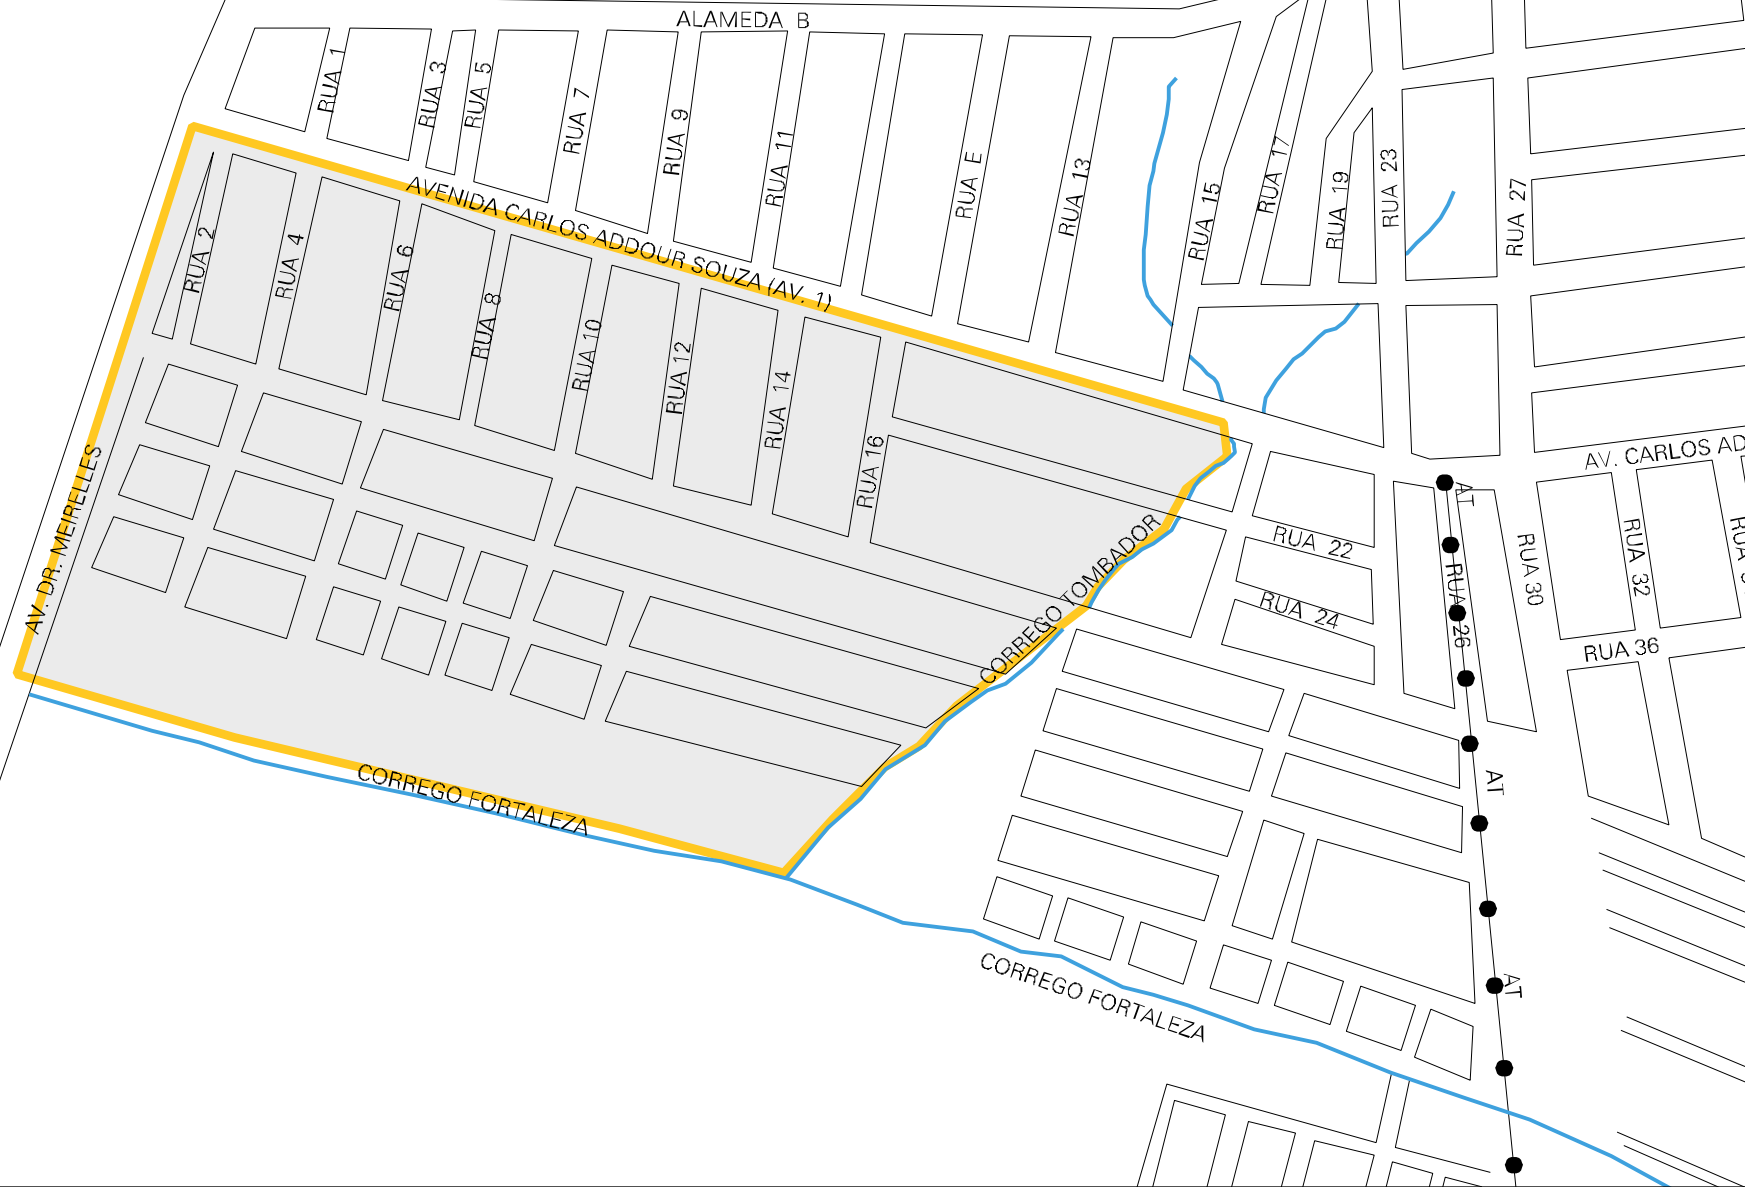 ALAMEDA B
RUA 1
RUA 3
RUA 5
RUA 7
RUA 9
RUA 11
RUA E
RUA 13
RUA 15
RUA 17
RUA 19
RUA 23
RUA 27
AVENIDA CARLOS ADDOUR SOUZA (AV. 1)
RUA 2
RUA 4
RUA 6
RUA 8
RUA 10
RUA 12
RUA 14
RUA 16
AV. DR. MEIRELLES
AV. CARLOS AD
AT
RUA 22
RUA 24
RUA 26
RUA 30
RUA 32
RUA
RUA 36
CORREGO TOMBADOR
CORREGO FORTALEZA
AT
CORREGO FORTALEZA
AT